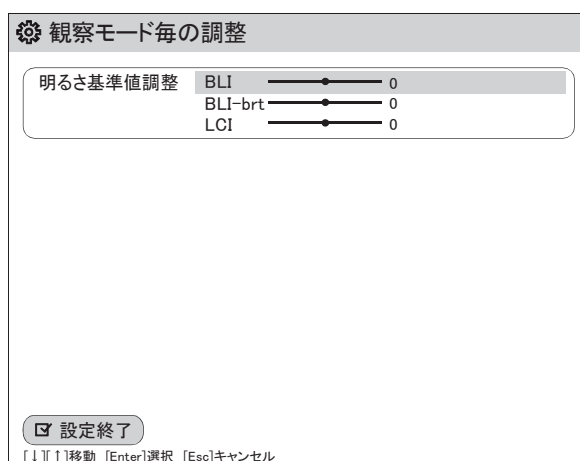 観察モード毎の調整
明るさ基準値調整 BLI 0
BLI-brt 0
LCI 0
設定終了
[↓][↑]移動 [Enter]選択 [Esc]キャンセル